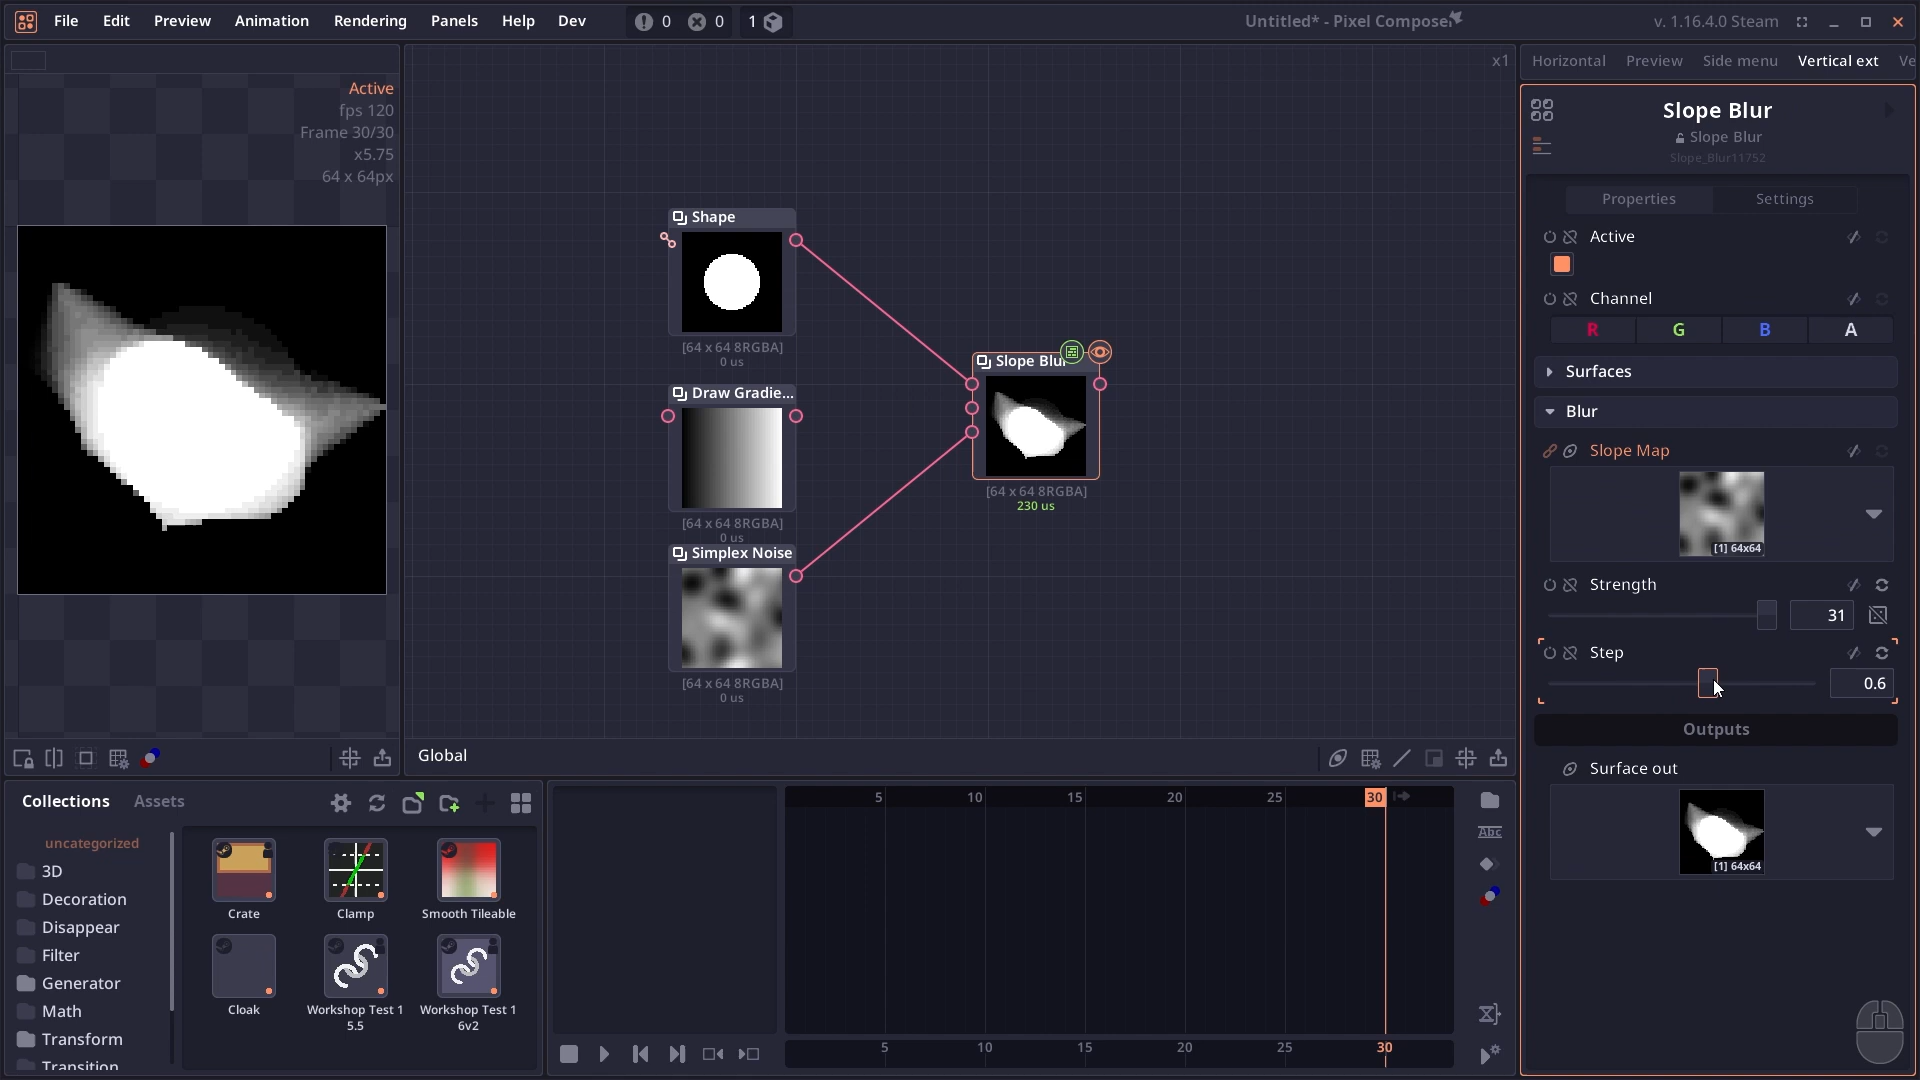 File Edit Preview Animation Rendering Panels Help Dev 0 0 1 Untitled* - Pixel Composer v. 1.16.4.0 Steam
Active
fps 120
Frame 30/30
x5.75
64 x 64px
x1
Shape
[64 x 64 8RGBA]
0 us
Draw Gradie...
[64 x 64 8RGBA]
0 us
Simplex Noise
[64 x 64 8RGBA]
0 us
Slope Blur
[64 x 64 8RGBA]
230 us
Global
Horizontal Preview Side menu Vertical ext Ve
Slope Blur
Slope Blur
Slope_Blur11752
Properties Settings
Active
Channel
R G B A
Surfaces
Blur
Slope Map
[1] 64x64
Strength
31
Step
0.6
Outputs
Surface out
[1] 64x64
Collections Assets
uncategorized
3D
Decoration
Disappear
Filter
Generator
Math
Transform
Transition
Crate
Clamp
Smooth Tileable
Cloak
Workshop Test 1
5.5
Workshop Test 1
6v2
5 10 15 20 25 30
Abc
5 10 15 20 25 30